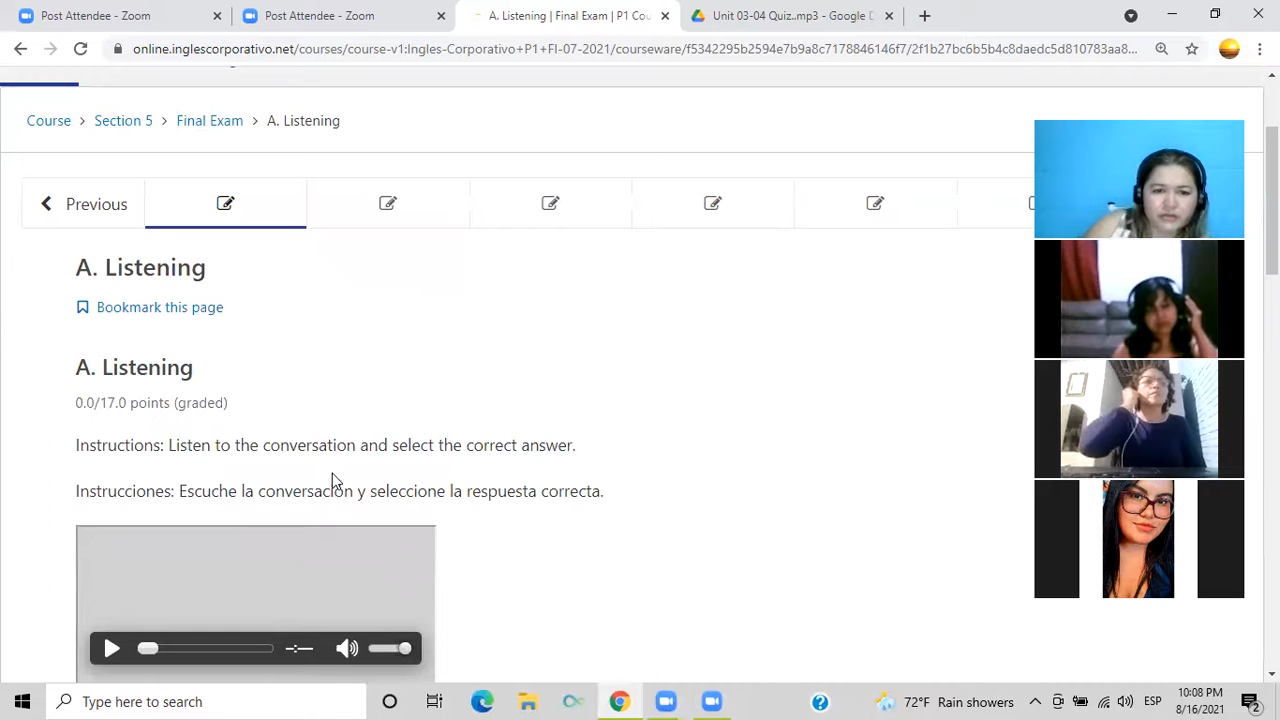 Post Attendee - Zoom
Post Attendee - Zoom
A. Listening | Final Exam | P1 Cou
Unit 03-04 Quiz..mp3 - Google D
online.inglescorporativo.net/courses/course-v1:Ingles-Corporativo+P1+FI-07-2021/courseware/f5342295b2594e7b9a8c7178846146f7/2f1b27bc6b5b4c8daedc5d810783aa8...
Course > Section 5 > Final Exam > A. Listening
Previous
A. Listening
Bookmark this page
A. Listening
0.0/17.0 points (graded)
Instructions: Listen to the conversation and select the correct answer.
Instrucciones: Escuche la conversación y seleccione la respuesta correcta.
-:--
Type here to search
72°F Rain showers
ESP
10:08 PM
8/16/2021
2